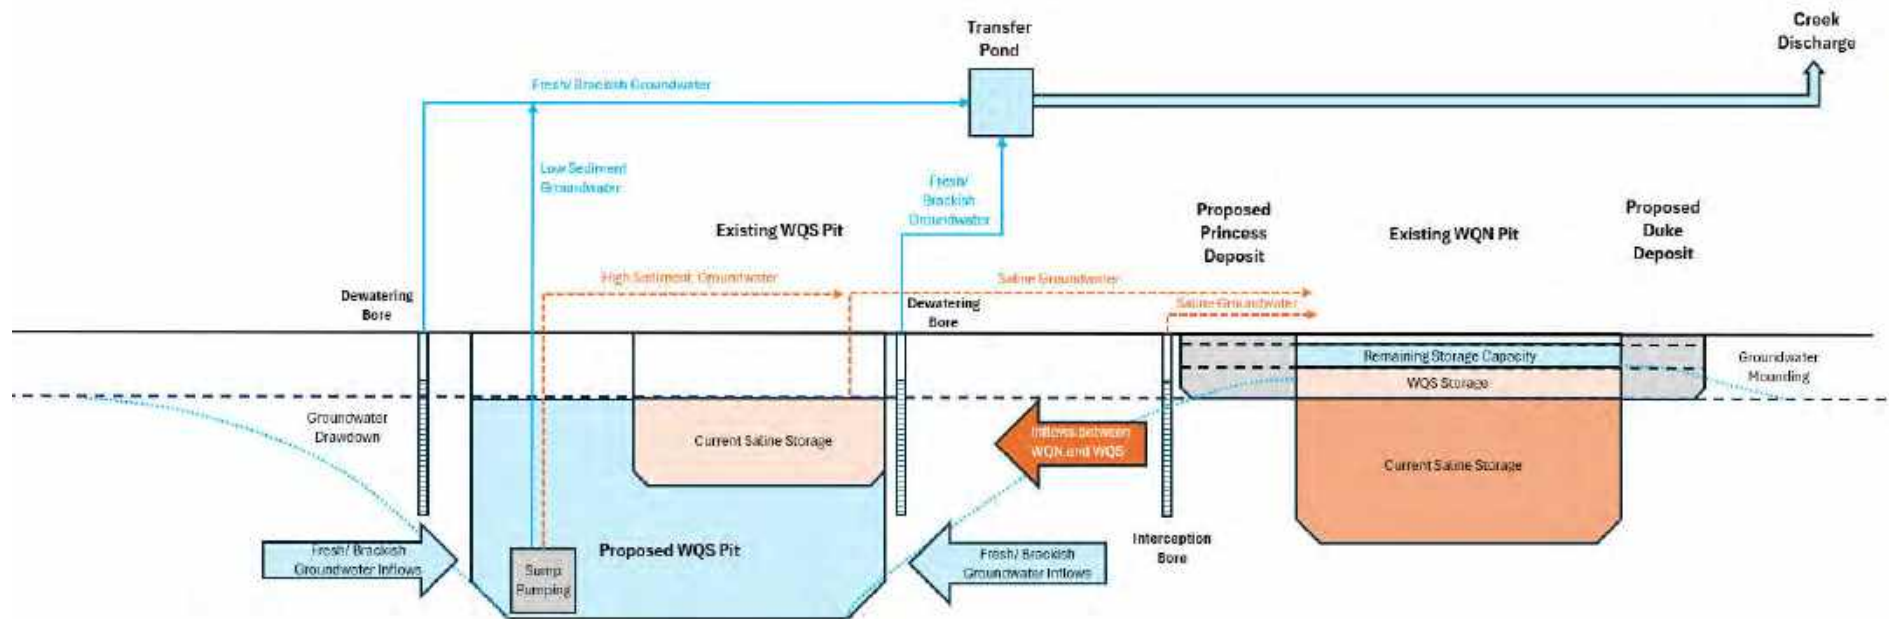 Creek
Discharge
Transfer
Pond
Fresh/ Brackish Groundwater
Low Sediment
Groundwater
Fresh/
Brackish
Groundwater
Existing WQS Pit
Proposed
Princess
Deposit
Existing WQN Pit
Proposed
Duke
Deposit
High Sediment Groundwater
Saline Groundwater
Dewatering
Bore
Dewatering
Bore
Saline Groundwater
Remaining Storage Capacity
WQS Storage
Groundwater
Mounding
Groundwater
Drawdown
Current Saline Storage
Inflows between
WQN and WQS
Current Saline Storage
Fresh/ Brackish
Groundwater Inflows
Sump
Pumping
Proposed WQS Pit
Fresh/ Brackish
Groundwater Inflows
Interception
Bore